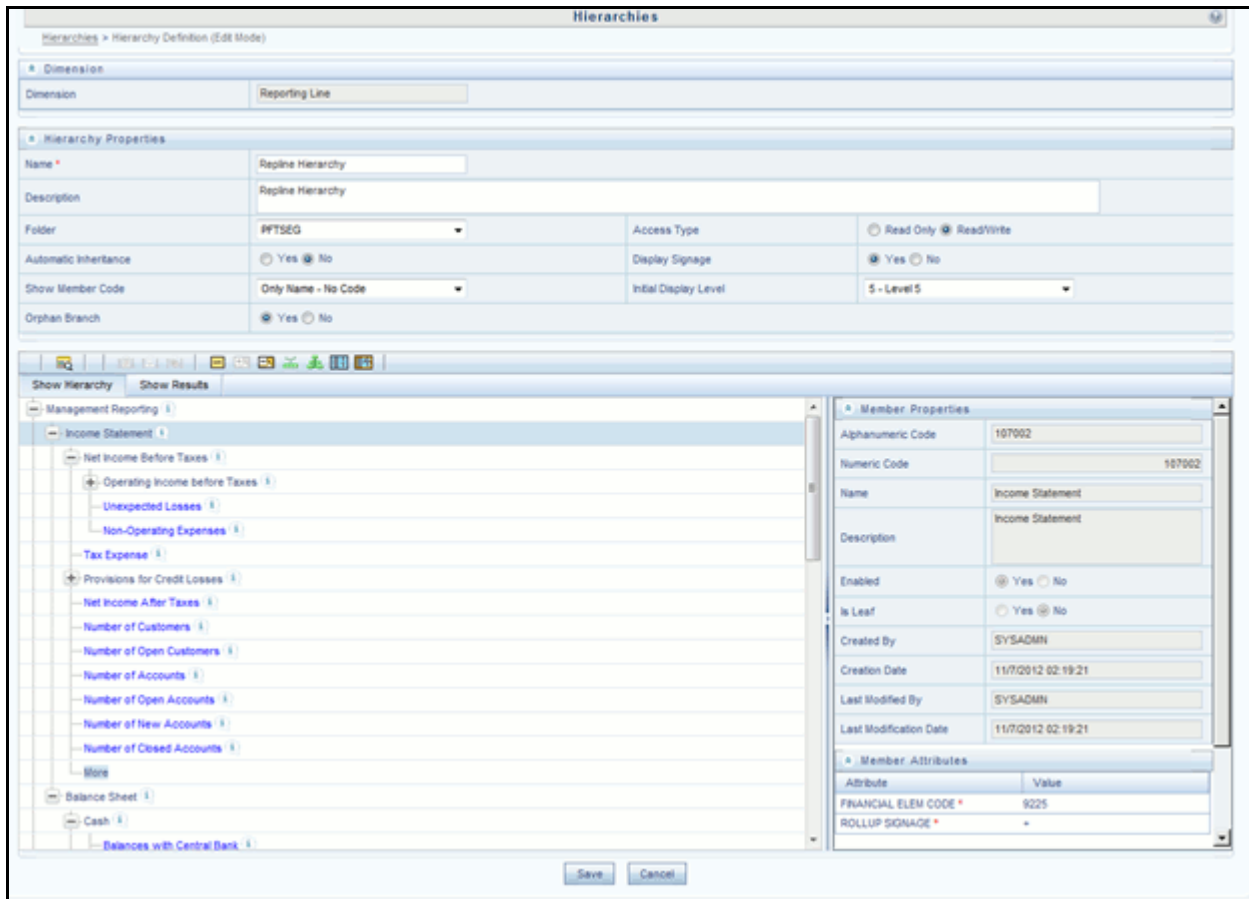 Hierarchies
Hierarchies > Hierarchy Definition (Edit Mode)
Dimension
Dimension Reporting Line
Hierarchy Properties
Name * Repline Hierarchy
Description Repline Hierarchy
Folder PFTSEG Access Type Read Only Read/Write
Automatic Inheritance Yes No Display Signage Yes No
Show Member Code Only Name - No Code Initial Display Level 5 - Level 5
Orphan Branch Yes No
Show Hierarchy Show Results
Management Reporting
Income Statement
Net Income Before Taxes
Operating Income before Taxes
Unexpected Losses
Non-Operating Expenses
Tax Expense
Provisions for Credit Losses
Net Income After Taxes
Number of Customers
Number of Open Customers
Number of Accounts
Number of Open Accounts
Number of New Accounts
Number of Closed Accounts
More
Balance Sheet
Cash
Balances with Central Bank
Member Properties
Alphanumeric Code 107002
Numeric Code 107002
Name Income Statement
Description Income Statement
Enabled Yes No
Is Leaf Yes No
Created By SYSADMN
Creation Date 11/7/2012 02:19:21
Last Modified By SYSADMN
Last Modification Date 11/7/2012 02:19:21
Member Attributes
Attribute Value
FINANCIAL ELEM CODE * 9225
ROLLUP SIGNAGE *
Save Cancel